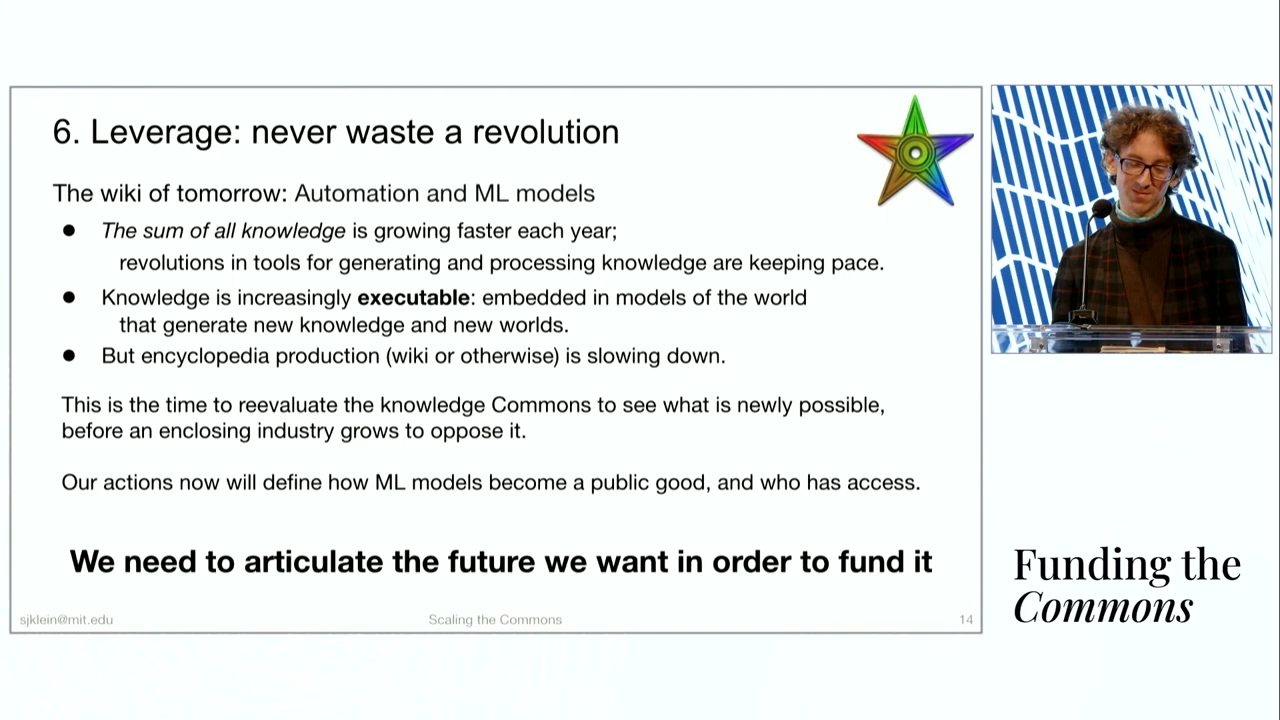 6. Leverage: never waste a revolution
The wiki of tomorrow: Automation and ML models
● The sum of all knowledge is growing faster each year;
revolutions in tools for generating and processing knowledge are keeping pace.
● Knowledge is increasingly executable: embedded in models of the world
that generate new knowledge and new worlds.
● But encyclopedia production (wiki or otherwise) is slowing down.
This is the time to reevaluate the knowledge Commons to see what is newly possible,
before an enclosing industry grows to oppose it.
Our actions now will define how ML models become a public good, and who has access.
We need to articulate the future we want in order to fund it
sjklein@mit.edu Scaling the Commons 14
Funding the
Commons